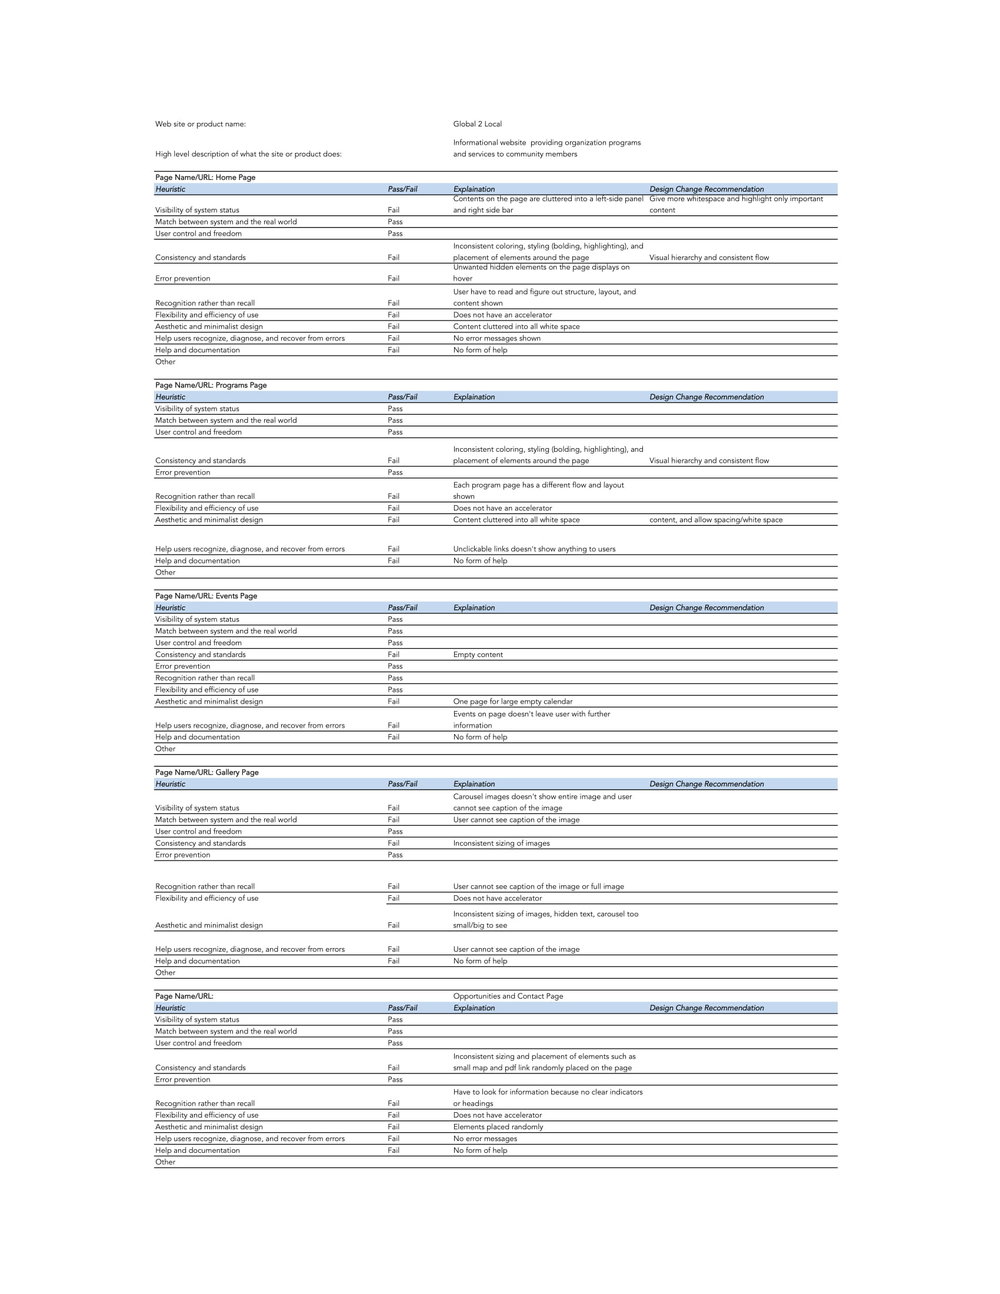 Web site or product name: Global 2 Local
Informational website providing organization programs
High level description of what the site or product does: and services to community members
Page Name/URL: Home Page
Heuristic Pass/Fail Explaination Design Change Recommendation
Contents on the page are cluttered into a left-side panel Give more whitespace and highlight only important
Visibility of system status Fail and right side bar content
Match between system and the real world Pass
User control and freedom Pass
Inconsistent coloring, styling (bolding, highlighting), and
Consistency and standards Fail placement of elements around the page Visual hierarchy and consistent flow
Unwanted hidden elements on the page displays on
Error prevention Fail hover
User have to read and figure out structure, layout, and
Recognition rather than recall Fail content shown
Flexibility and efficiency of use Fail Does not have an accelerator
Aesthetic and minimalist design Fail Content cluttered into all white space
Help users recognize, diagnose, and recover from errors Fail No error messages shown
Help and documentation Fail No form of help
Other
Page Name/URL: Programs Page
Heuristic Pass/Fail Explaination Design Change Recommendation
Visibility of system status Pass
Match between system and the real world Pass
User control and freedom Pass
Inconsistent coloring, styling (bolding, highlighting), and
Consistency and standards Fail placement of elements around the page Visual hierarchy and consistent flow
Error prevention Pass
Each program page has a different flow and layout
Recognition rather than recall Fail shown
Flexibility and efficiency of use Fail Does not have an accelerator
Aesthetic and minimalist design Fail Content cluttered into all white space content, and allow spacing/white space
Help users recognize, diagnose, and recover from errors Fail Unclickable links doesn't show anything to users
Help and documentation Fail No form of help
Other
Page Name/URL: Events Page
Heuristic Pass/Fail Explaination Design Change Recommendation
Visibility of system status Pass
Match between system and the real world Pass
User control and freedom Pass
Consistency and standards Fail Empty content
Error prevention Pass
Recognition rather than recall Pass
Flexibility and efficiency of use Pass
Aesthetic and minimalist design Fail One page for large empty calendar
Events on page doesn't leave user with further
Help users recognize, diagnose, and recover from errors Fail information
Help and documentation Fail No form of help
Other
Page Name/URL: Gallery Page
Heuristic Pass/Fail Explaination Design Change Recommendation
Carousel images doesn't show entire image and user
Visibility of system status Fail cannot see caption of the image
Match between system and the real world Fail User cannot see caption of the image
User control and freedom Pass
Consistency and standards Fail Inconsistent sizing of images
Error prevention Pass
Recognition rather than recall Fail User cannot see caption of the image or full image
Flexibility and efficiency of use Fail Does not have accelerator
Inconsistent sizing of images, hidden text, carousel too
Aesthetic and minimalist design Fail small/big to see
Help users recognize, diagnose, and recover from errors Fail User cannot see caption of the image
Help and documentation Fail No form of help
Other
Page Name/URL: Opportunities and Contact Page
Heuristic Pass/Fail Explaination Design Change Recommendation
Visibility of system status Pass
Match between system and the real world Pass
User control and freedom Pass
Inconsistent sizing and placement of elements such as
Consistency and standards Fail small map and pdf link randomly placed on the page
Error prevention Pass
Have to look for information because no clear indicators
Recognition rather than recall Fail or headings
Flexibility and efficiency of use Fail Does not have accelerator
Aesthetic and minimalist design Fail Elements placed randomly
Help users recognize, diagnose, and recover from errors Fail No error messages
Help and documentation Fail No form of help
Other